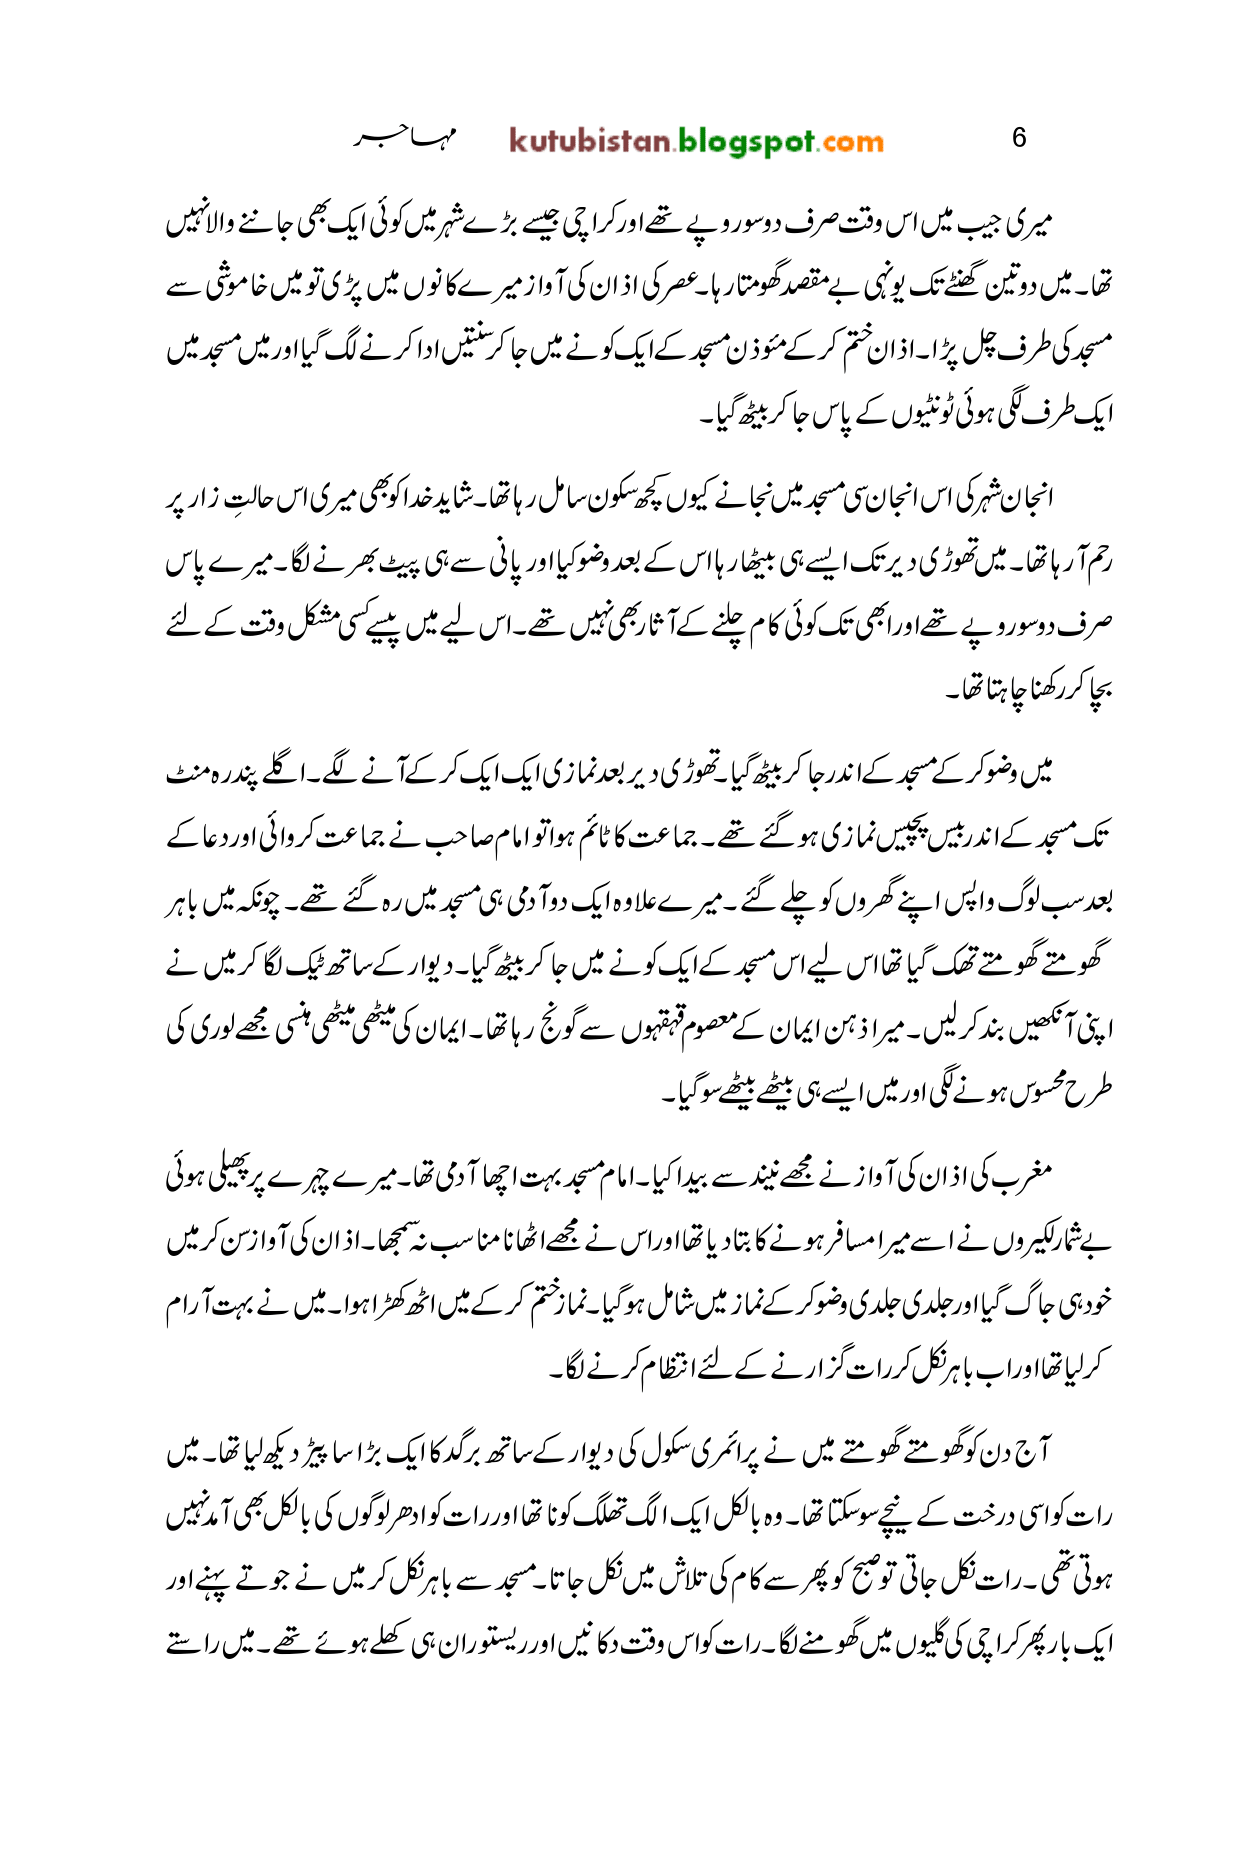 6 kutubistan.blogspot.com مہاجر
میری جیب میں اس وقت صرف دو سو روپے تھے اور کراچی جیسے بڑے شہر میں کوئی ایک بھی جاننے والا نہیں
تھا۔ میں دو تین گھنٹے تک یونہی بے مقصد گھومتا رہا۔ عصر کی اذان کی آواز میرے کانوں میں پڑی تو میں خاموشی سے
مسجد کی طرف چل پڑا۔ اذان ختم کر کے مئوذن مسجد کے ایک کونے میں جا کر سنتیں ادا کرنے لگ گیا اور میں مسجد میں
ایک طرف لگی ہوئی ٹونٹیوں کے پاس جا کر بیٹھ گیا۔
انجان شہر کی اس انجان سی مسجد میں نجانے کیوں کچھ سکون سا مل رہا تھا۔ شاید خدا کو بھی میری اس حالتِ زار پر
رحم آ رہا تھا۔ میں تھوڑی دیر تک ایسے ہی بیٹھا رہا اس کے بعد وضو کیا اور پانی سے ہی پیٹ بھرنے لگا۔ میرے پاس
صرف دو سو روپے تھے اور ابھی تک کوئی کام چلنے کے آثار بھی نہیں تھے۔ اس لیے میں پیسے کسی مشکل وقت کے لئے
بچا کر رکھنا چاہتا تھا۔
میں وضو کر کے مسجد کے اندر جا کر بیٹھ گیا۔ تھوڑی دیر بعد نمازی ایک ایک کر کے آنے لگے۔ اگلے پندرہ منٹ
تک مسجد کے اندر بیس پچیس نمازی ہو گئے تھے۔ جماعت کا ٹائم ہوا تو امام صاحب نے جماعت کروائی اور دعا کے
بعد سب لوگ واپس اپنے گھروں کو چلے گئے۔ میرے علاوہ ایک دو آدمی ہی مسجد میں رہ گئے تھے۔ چونکہ میں باہر
گھومتے گھومتے تھک گیا تھا اس لیے اس مسجد کے ایک کونے میں جا کر بیٹھ گیا۔ دیوار کے ساتھ ٹیک لگا کر میں نے
اپنی آنکھیں بند کر لیں۔ میرا ذہن ایمان کے معصوم قہقہوں سے گونج رہا تھا۔ ایمان کی میٹھی میٹھی ہنسی مجھے لوری کی
طرح محسوس ہونے لگی اور میں ایسے ہی بیٹھے بیٹھے سو گیا۔
مغرب کی اذان کی آواز نے مجھے نیند سے بیدا کیا۔ امام مسجد بہت اچھا آدمی تھا۔ میرے چہرے پر پھیلی ہوئی
بے شمار لکیروں نے اسے میرا مسافر ہونے کا بتا دیا تھا اور اس نے مجھے اٹھانا مناسب نہ سمجھا۔ اذان کی آواز سن کر میں
خود ہی جاگ گیا اور جلدی جلدی وضو کر کے نماز میں شامل ہو گیا۔ نماز ختم کر کے میں اٹھ کھڑا ہوا۔ میں نے بہت آرام
کر لیا تھا اور اب باہر نکل کر رات گزارنے کے لئے انتظام کرنے لگا۔
آج دن کو گھومتے گھومتے میں نے پرائمری سکول کی دیوار کے ساتھ برگد کا ایک بڑا سا پیڑ دیکھ لیا تھا۔ میں
رات کو اسی درخت کے نیچے سو سکتا تھا۔ وہ بالکل ایک الگ تھلگ کونا تھا اور رات کو ادھر لوگوں کی بالکل بھی آمد نہیں
ہوتی تھی۔ رات نکل جاتی تو صبح کو پھر سے کام کی تلاش میں نکل جاتا۔ مسجد سے باہر نکل کر میں نے جوتے پہنے اور
ایک بار پھر کراچی کی گلیوں میں گھومنے لگا۔ رات کو اس وقت دکانیں اور ریستوران ہی کھلے ہوئے تھے۔ میں راستے